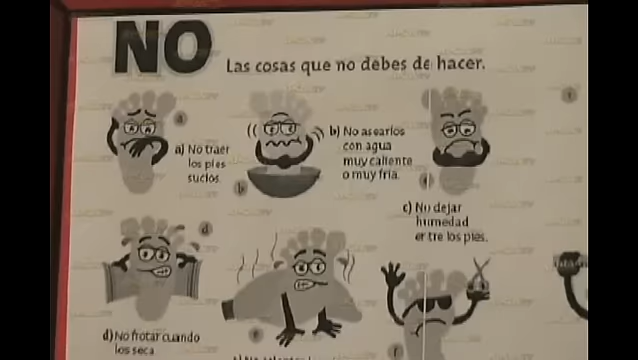 NO
Las cosas que no debes de hacer.
a
a) No traer
los pies
sucios.
b
b) No asearlos
con agua
muy caliente
o muy fria.
c) No dejar
humedad
entre los pies.
d
d) No frotar cuando
los seca
e
f